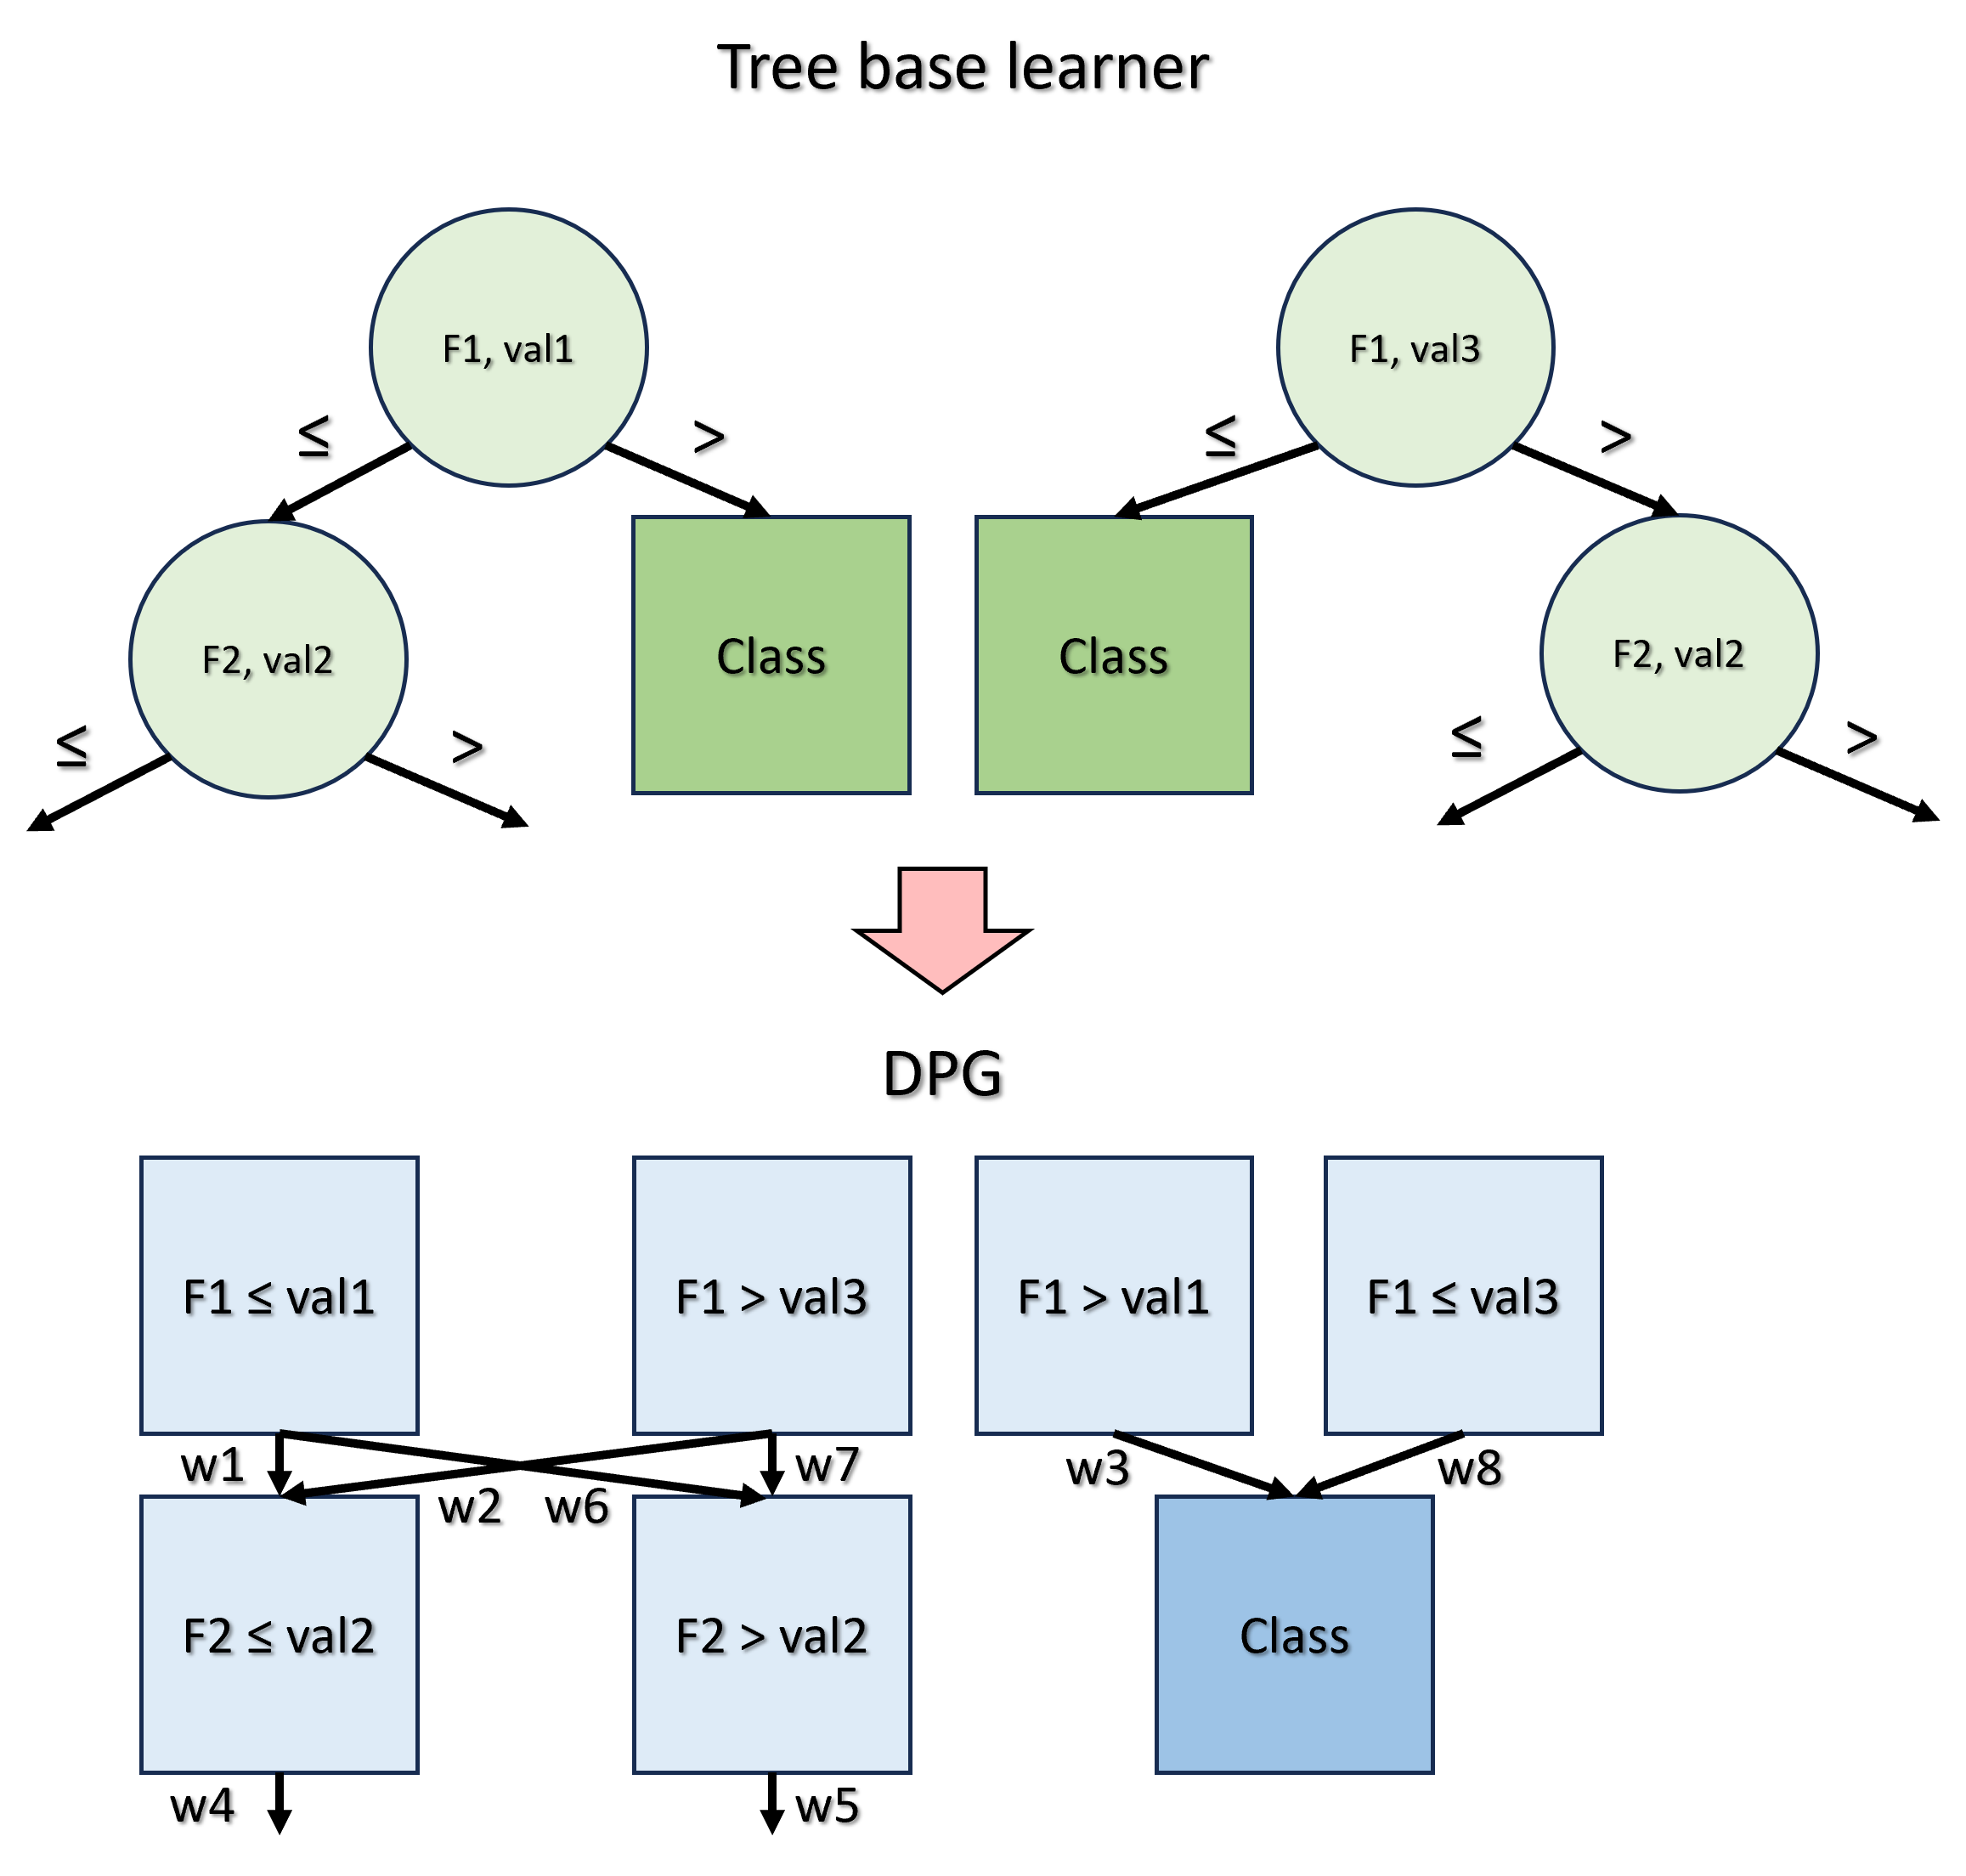 Tree base learner
F1, val1
F1, val3
≤
>
≤
>
F2, val2
Class
Class
F2, val2
≤
>
≤
>
DPG
F1 ≤ val1
F1 > val3
F1 > val1
F1 ≤ val3
w1
w2
w6
w7
w3
w8
F2 ≤ val2
F2 > val2
Class
w4
w5